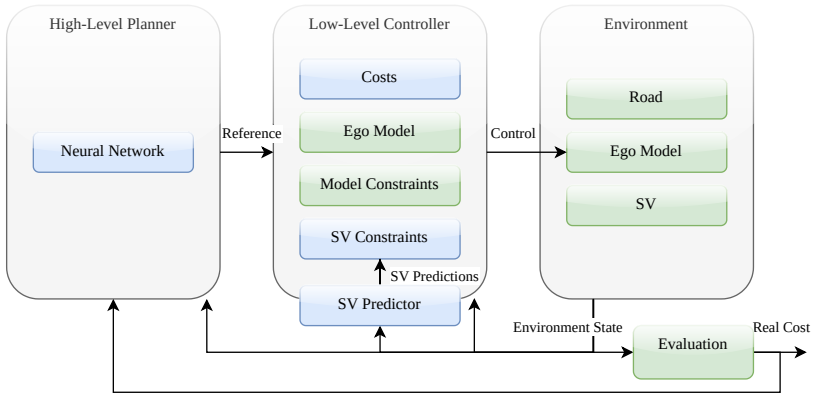 High-Level Planner
Low-Level Controller
Environment
Costs
Road
Neural Network
Reference
Ego Model
Control
Ego Model
Model Constraints
SV
SV Constraints
SV Predictions
SV Predictor
Environment State
Evaluation
Real Cost